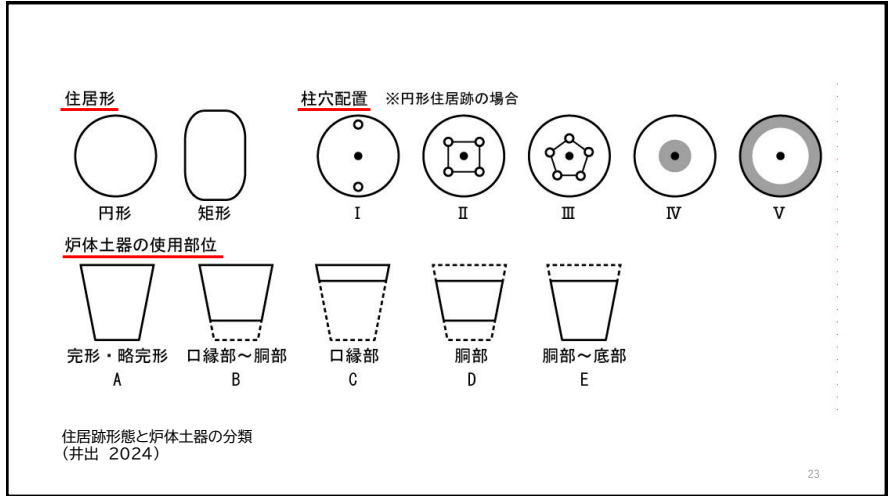 住居形
柱穴配置 ※円形住居跡の場合
円形 矩形 Ⅰ Ⅱ Ⅲ Ⅳ Ⅴ
炉体土器の使用部位
完形・略完形 口縁部～胴部 口縁部 胴部 胴部～底部
A B C D E
住居跡形態と炉体土器の分類
（井出 2024）
23